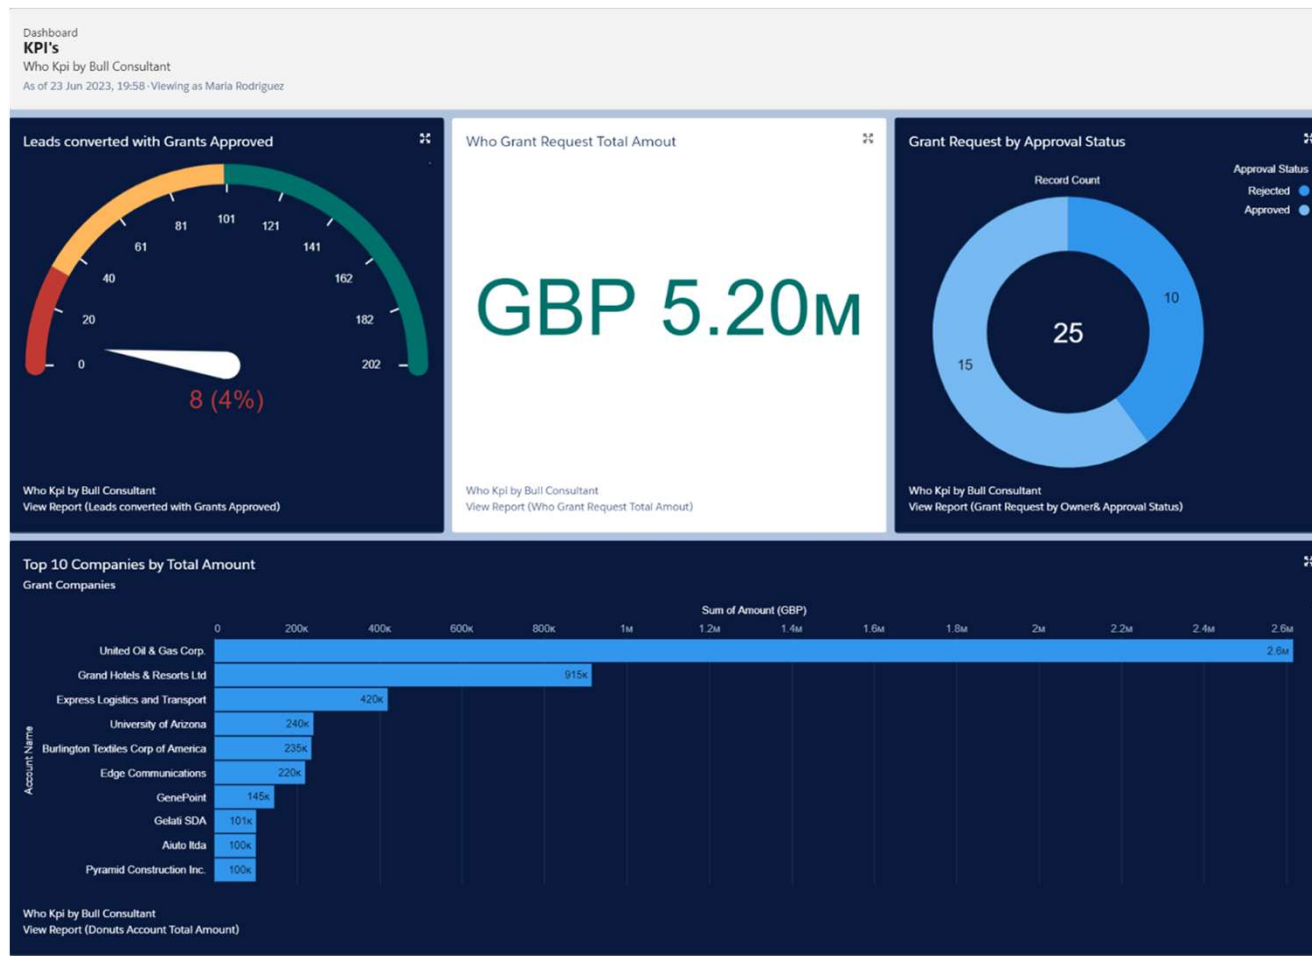 Dashboard
KPI's
Who Kpi by Bull Consultant
As of 23 Jun 2023, 19:58·Viewing as Maria Rodriguez
Leads converted with Grants Approved
0
20
40
61
81
101
121
141
162
182
202
8 (4%)
Who Kpi by Bull Consultant
View Report (Leads converted with Grants Approved)
Who Grant Request Total Amout
GBP 5.20M
Who Kpi by Bull Consultant
View Report (Who Grant Request Total Amout)
Grant Request by Approval Status
Approval Status
Rejected
Approved
Record Count
10
25
15
Who Kpi by Bull Consultant
View Report (Grant Request by Owner& Approval Status)
Top 10 Companies by Total Amount
Grant Companies
Sum of Amount (GBP)
0 200K 400K 600K 800K 1M 1.2M 1.4M 1.6M 1.8M 2M 2.2M 2.4M 2.6M
Account Name
United Oil & Gas Corp. 2.6M
Grand Hotels & Resorts Ltd 915K
Express Logistics and Transport 420K
University of Arizona 240K
Burlington Textiles Corp of America 235K
Edge Communications 220K
GenePoint 145K
Gelati SDA 101K
Aiuto ltda 100K
Pyramid Construction Inc. 100K
Who Kpi by Bull Consultant
View Report (Donuts Account Total Amount)